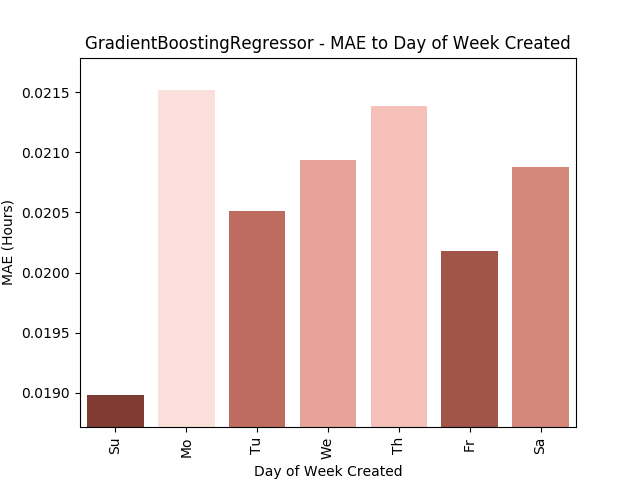 GradientBoostingRegressor - MAE to Day of Week Created
MAE (Hours)
0.0215
0.0210
0.0205
0.0200
0.0195
0.0190
Su
Mo
Tu
We
Th
Fr
Sa
Day of Week Created